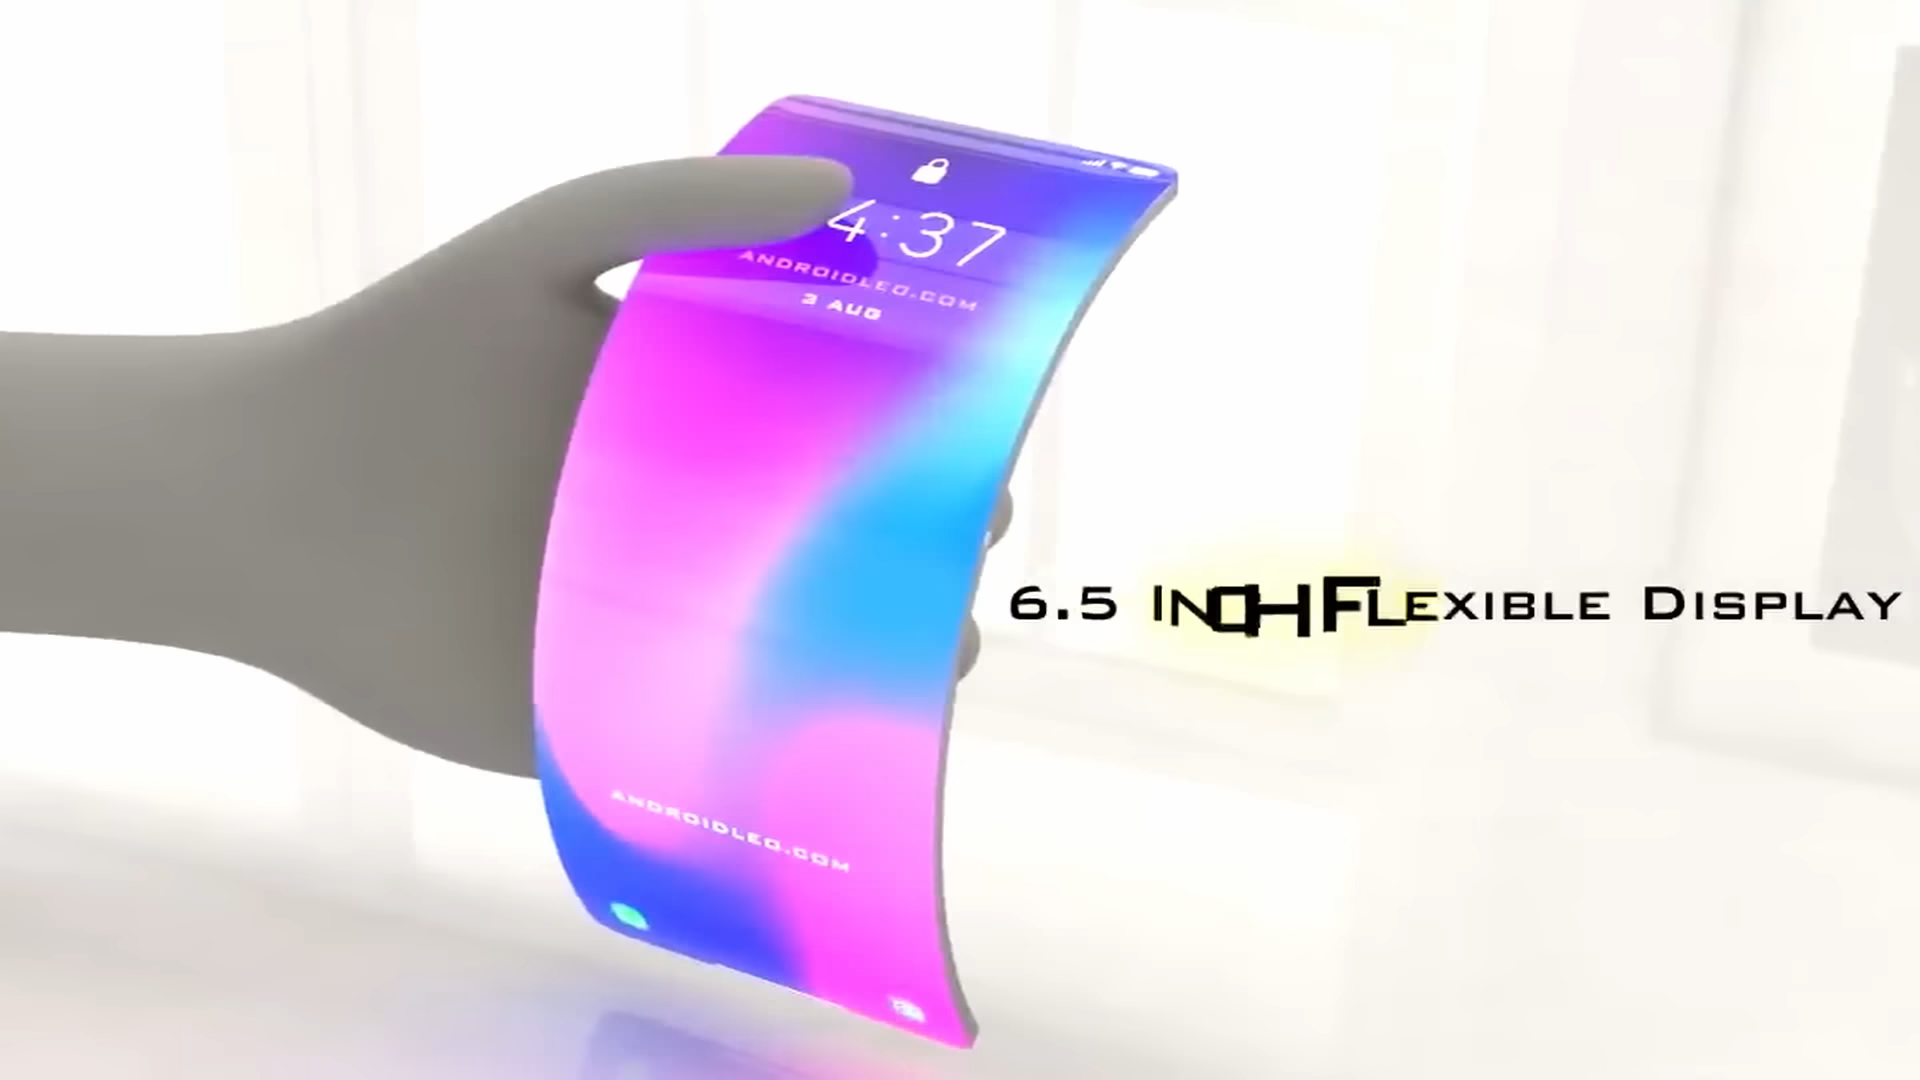 4:37
ANDROIDLEO.COM
3 AUG
6.5 INCH FLEXIBLE DISPLAY
ANDROIDLEO.COM